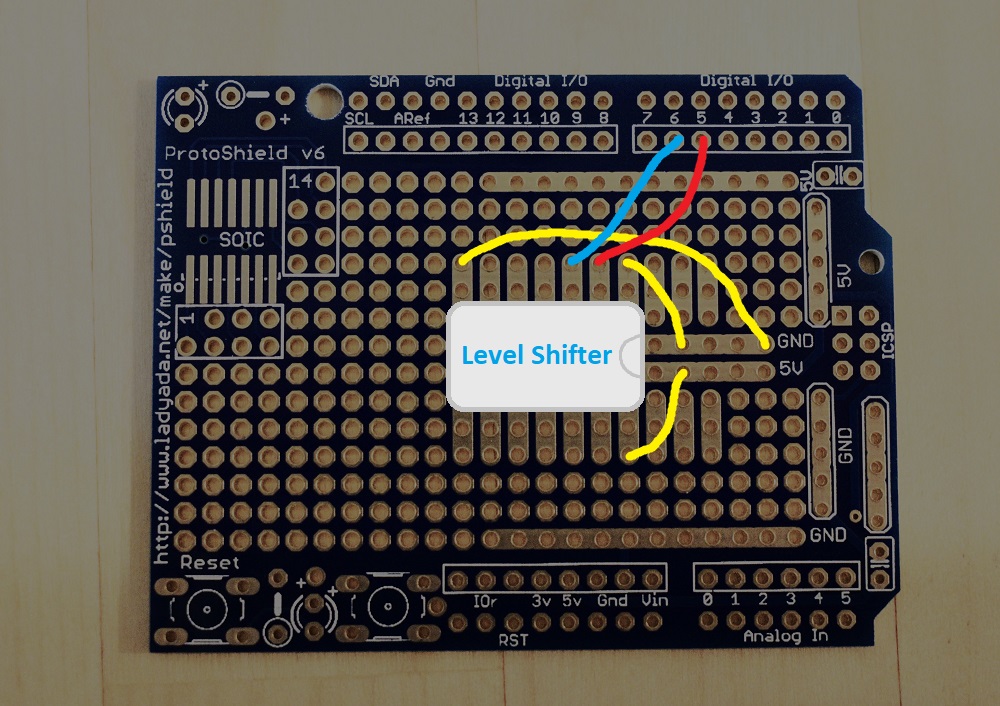 SDA Gnd Digital I/O Digital I/O
+
SCL ARef 13 12 11 10 9 8 7 6 5 4 3 2 1 0
+
ProtoShield v6
14
5V
SOIC
5V
1
GND
ICSP
Level Shifter
5V
http://www.ladyada.net/make/pshield
GND
GND
Reset
+
+
IOr 3v 5v Gnd Vin 0 1 2 3 4 5
RST Analog In